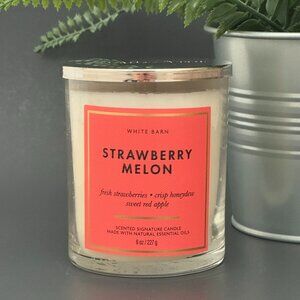 WHITE BARN
STRAWBERRY
MELON
fresh strawberries • crisp honeydew
sweet red apple
SCENTED SIGNATURE CANDLE
MADE WITH NATURAL ESSENTIAL OILS
8 oz / 227 g